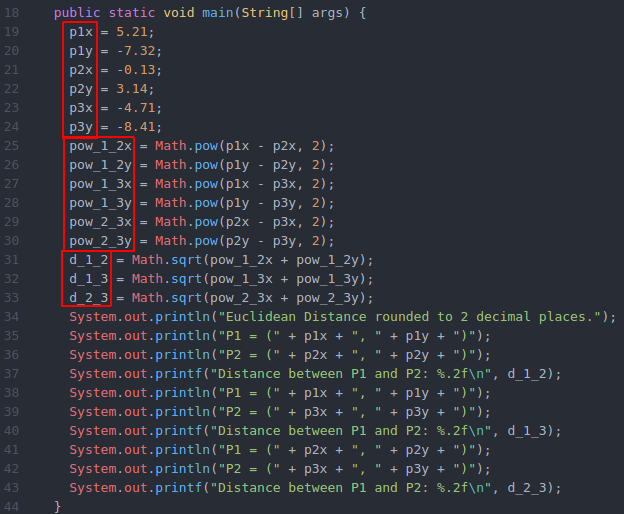 18 public static void main(String[] args) {
19 p1x = 5.21;
20 p1y = -7.32;
21 p2x = -0.13;
22 p2y = 3.14;
23 p3x = -4.71;
24 p3y = -8.41;
25 pow_1_2x = Math.pow(p1x - p2x, 2);
26 pow_1_2y = Math.pow(p1y - p2y, 2);
27 pow_1_3x = Math.pow(p1x - p3x, 2);
28 pow_1_3y = Math.pow(p1y - p3y, 2);
29 pow_2_3x = Math.pow(p2x - p3x, 2);
30 pow_2_3y = Math.pow(p2y - p3y, 2);
31 d_1_2 = Math.sqrt(pow_1_2x + pow_1_2y);
32 d_1_3 = Math.sqrt(pow_1_3x + pow_1_3y);
33 d_2_3 = Math.sqrt(pow_2_3x + pow_2_3y);
34 System.out.println("Euclidean Distance rounded to 2 decimal places.");
35 System.out.println("P1 = (" + p1x + ", " + p1y + ")");
36 System.out.println("P2 = (" + p2x + ", " + p2y + ")");
37 System.out.printf("Distance between P1 and P2: %.2f\n", d_1_2);
38 System.out.println("P1 = (" + p1x + ", " + p1y + ")");
39 System.out.println("P2 = (" + p3x + ", " + p3y + ")");
40 System.out.printf("Distance between P1 and P2: %.2f\n", d_1_3);
41 System.out.println("P1 = (" + p2x + ", " + p2y + ")");
42 System.out.println("P2 = (" + p3x + ", " + p3y + ")");
43 System.out.printf("Distance between P1 and P2: %.2f\n", d_2_3);
44 }